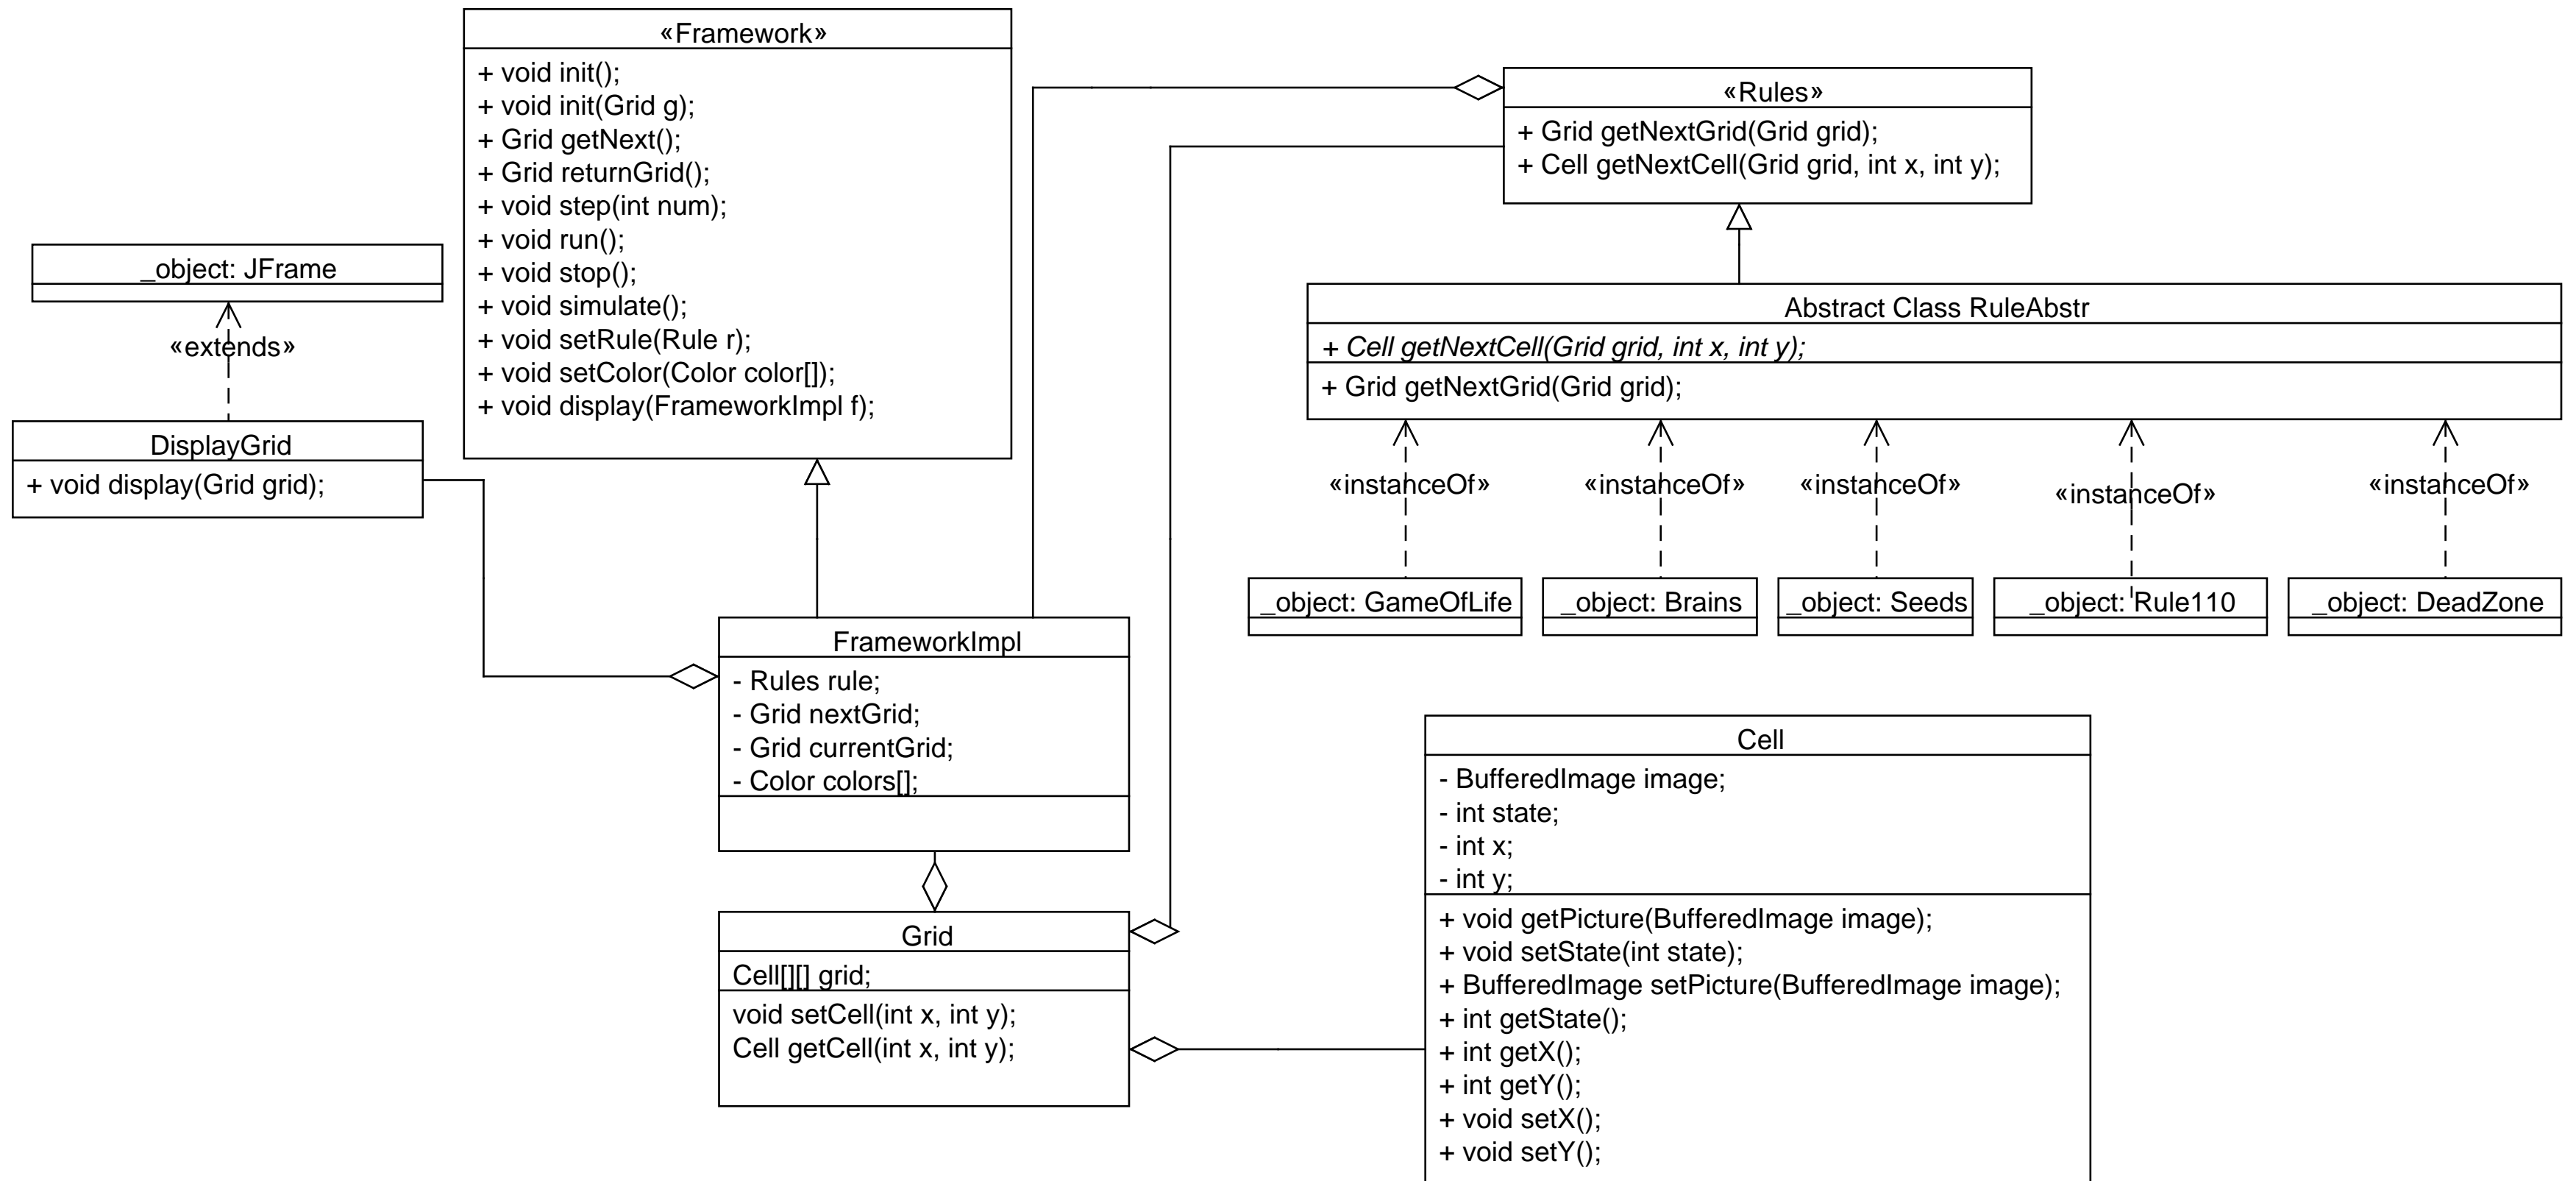 «Framework»
+ void init();
+ void init(Grid g);
+ Grid getNext();
+ Grid returnGrid();
+ void step(int num);
+ void run();
+ void stop();
+ void simulate();
+ void setRule(Rule r);
+ void setColor(Color color[]);
+ void display(FrameworkImpl f);
«Rules»
+ Grid getNextGrid(Grid grid);
+ Cell getNextCell(Grid grid, int x, int y);
_object: JFrame
«extends»
DisplayGrid
+ void display(Grid grid);
Abstract Class RuleAbstr
+ Cell getNextCell(Grid grid, int x, int y);
+ Grid getNextGrid(Grid grid);
«instanceOf»
«instanceOf»
«instanceOf»
«instanceOf»
«instanceOf»
_object: GameOfLife
_object: Brains
_object: Seeds
_object: Rule110
_object: DeadZone
FrameworkImpl
- Rules rule;
- Grid nextGrid;
- Grid currentGrid;
- Color colors[];
Grid
Cell[][] grid;
void setCell(int x, int y);
Cell getCell(int x, int y);
Cell
- BufferedImage image;
- int state;
- int x;
- int y;
+ void getPicture(BufferedImage image);
+ void setState(int state);
+ BufferedImage setPicture(BufferedImage image);
+ int getState();
+ int getX();
+ int getY();
+ void setX();
+ void setY();